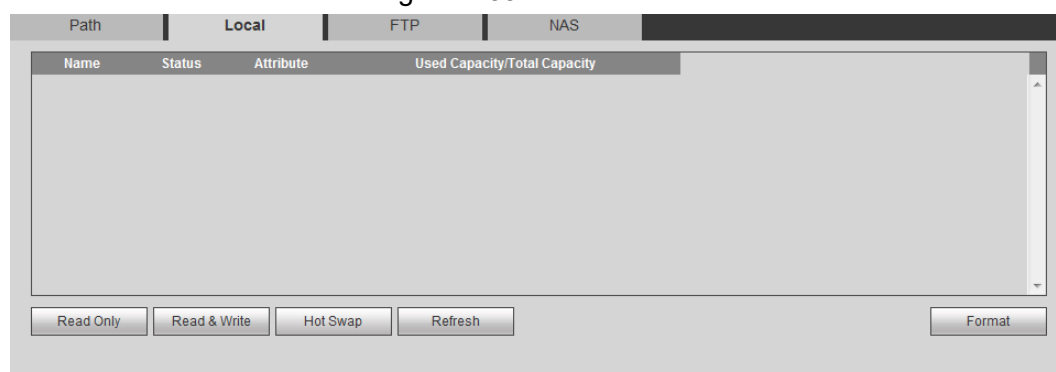 Path Local FTP NAS
Name Status Attribute Used Capacity/Total Capacity
Read Only Read & Write Hot Swap Refresh Format